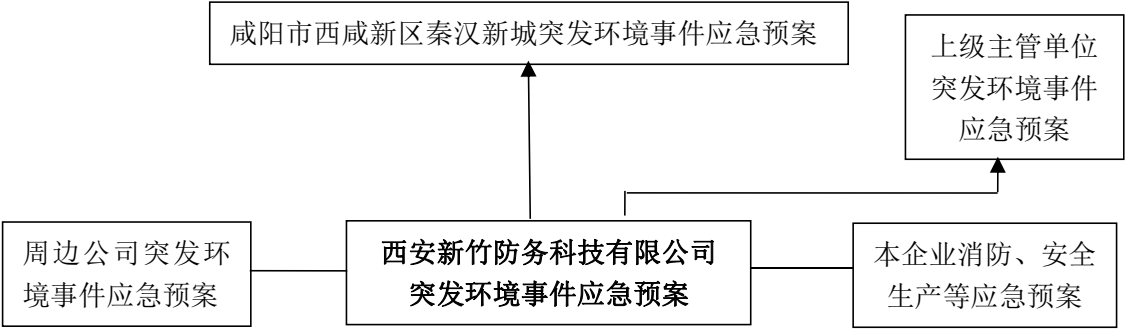 咸阳市西咸新区秦汉新城突发环境事件应急预案
上级主管单位
突发环境事件
应急预案
周边公司突发环
境事件应急预案
西安新竹防务科技有限公司
突发环境事件应急预案
本企业消防、安全
生产等应急预案